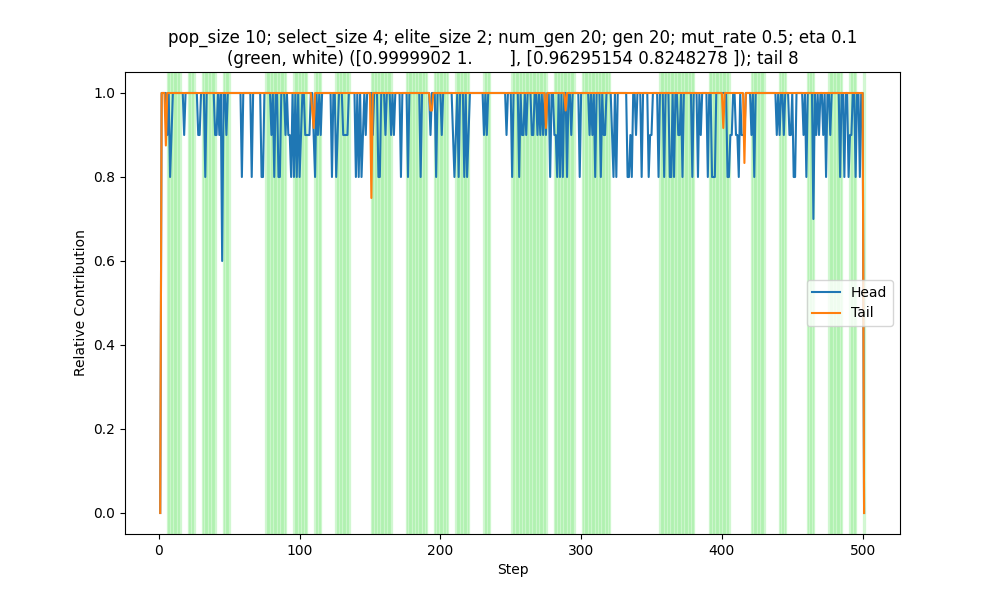 pop_size 10; select_size 4; elite_size 2; num_gen 20; gen 20; mut_rate 0.5; eta 0.1
(green, white) ([0.9999902 1.       ], [0.96295154 0.8248278 ]); tail 8
Relative Contribution
1.0
0.8
0.6
0.4
0.2
0.0
Head
Tail
0
100
200
300
400
500
Step